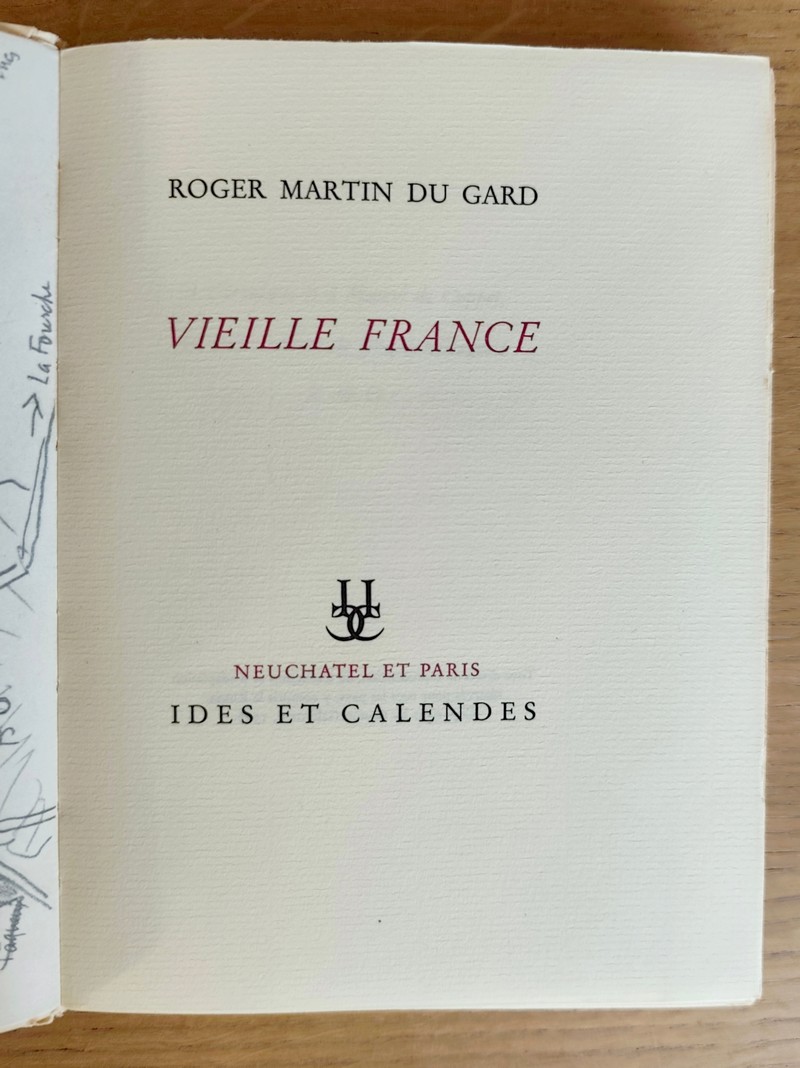 La Fourche
ROGER MARTIN DU GARD
VIEILLE FRANCE
NEUCHATEL ET PARIS
IDES ET CALENDES